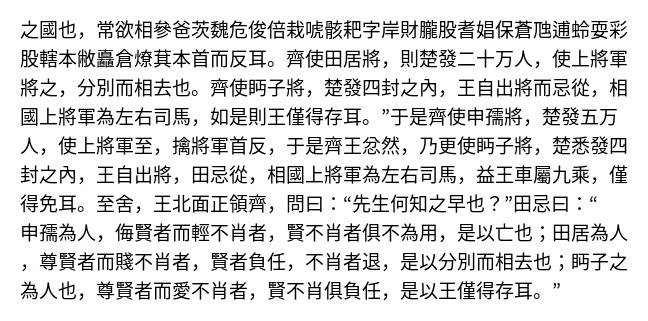 之國也，常欲相參爸茨魏危俊倍栽唬骸耙字岸財朧股耆娼保蒼虺逋蛉耍彩
股轄本敝蠧倉燎萁本首而反耳。齊使田居將，則楚發二十万人，使上將軍
將之，分別而相去也。齊使眄子將，楚發四封之內，王自出將而忌從，相
國上將軍為左右司馬，如是則王僅得存耳。”于是齊使申孺將，楚發五万
人，使上將軍至，擒將軍首反，于是齊王忿然，乃更使眄子將，楚悉發四
封之內，王自出將，田忌從，相國上將軍為左右司馬，益王車屬九乘，僅
得免耳。至舍，王北面正領齊，問曰：“先生何知之早也？”田忌曰：“
申孺為人，侮賢者而輕不肖者，賢不肖者俱不為用，是以亡也；田居為人
，尊賢者而賤不肖者，賢者負任，不肖者退，是以分別而相去也；眄子之
為人也，尊賢者而愛不肖者，賢不肖俱負任，是以王僅得存耳。”